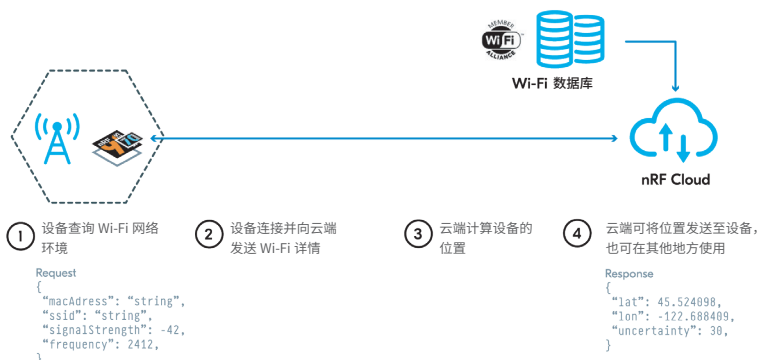 MEMBER
Wi Fi
ALLIANCE
Wi-Fi 数据库
nRF Cloud
1
设备查询 Wi-Fi 网络
环境
2
设备连接并向云端
发送 Wi-Fi 详情
3
云端计算设备的
位置
4
云端可将位置发送至设备，
也可在其他地方使用
Request
{
“macAdress”: “string”,
“ssid”: “string”,
“signalStrength”: -42,
“frequency”: 2412,
}
Response
{
“lat”: 45.524098,
“lon”: -122.688409,
“uncertainty”: 30,
}